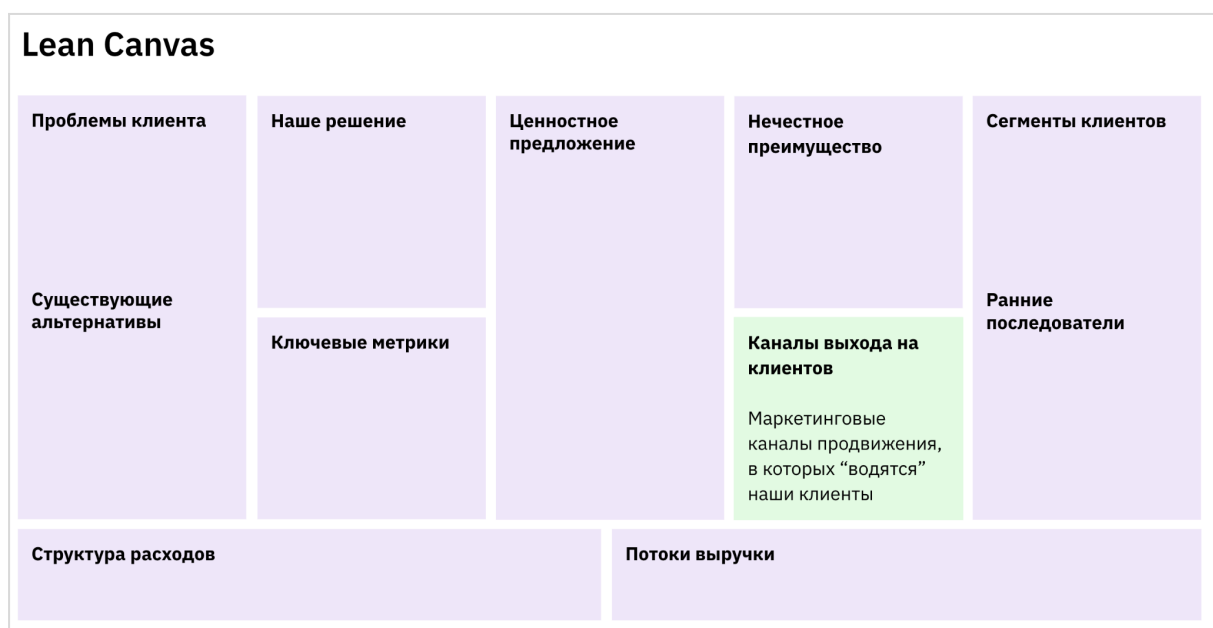 Lean Canvas
Проблемы клиента
Существующие
альтернативы
Наше решение
Ключевые метрики
Ценностное
предложение
Нечестное
преимущество
Каналы выхода на
клиентов
Маркетинговые
каналы продвижения,
в которых “водятся”
наши клиенты
Сегменты клиентов
Ранние
последователи
Структура расходов
Потоки выручки